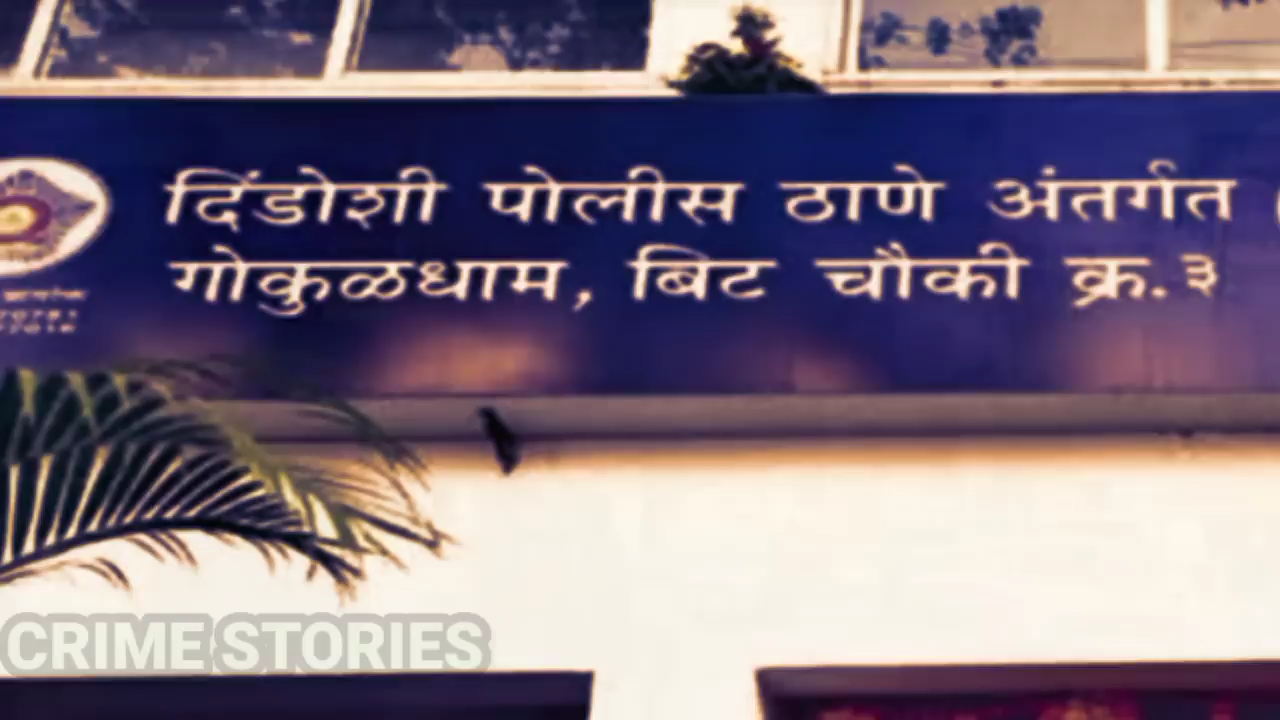 दिंडोशी पोलीस ठाणे अंतर्गत
गोकुळधाम, बिट चौकी क्र.३
CRIME STORIES